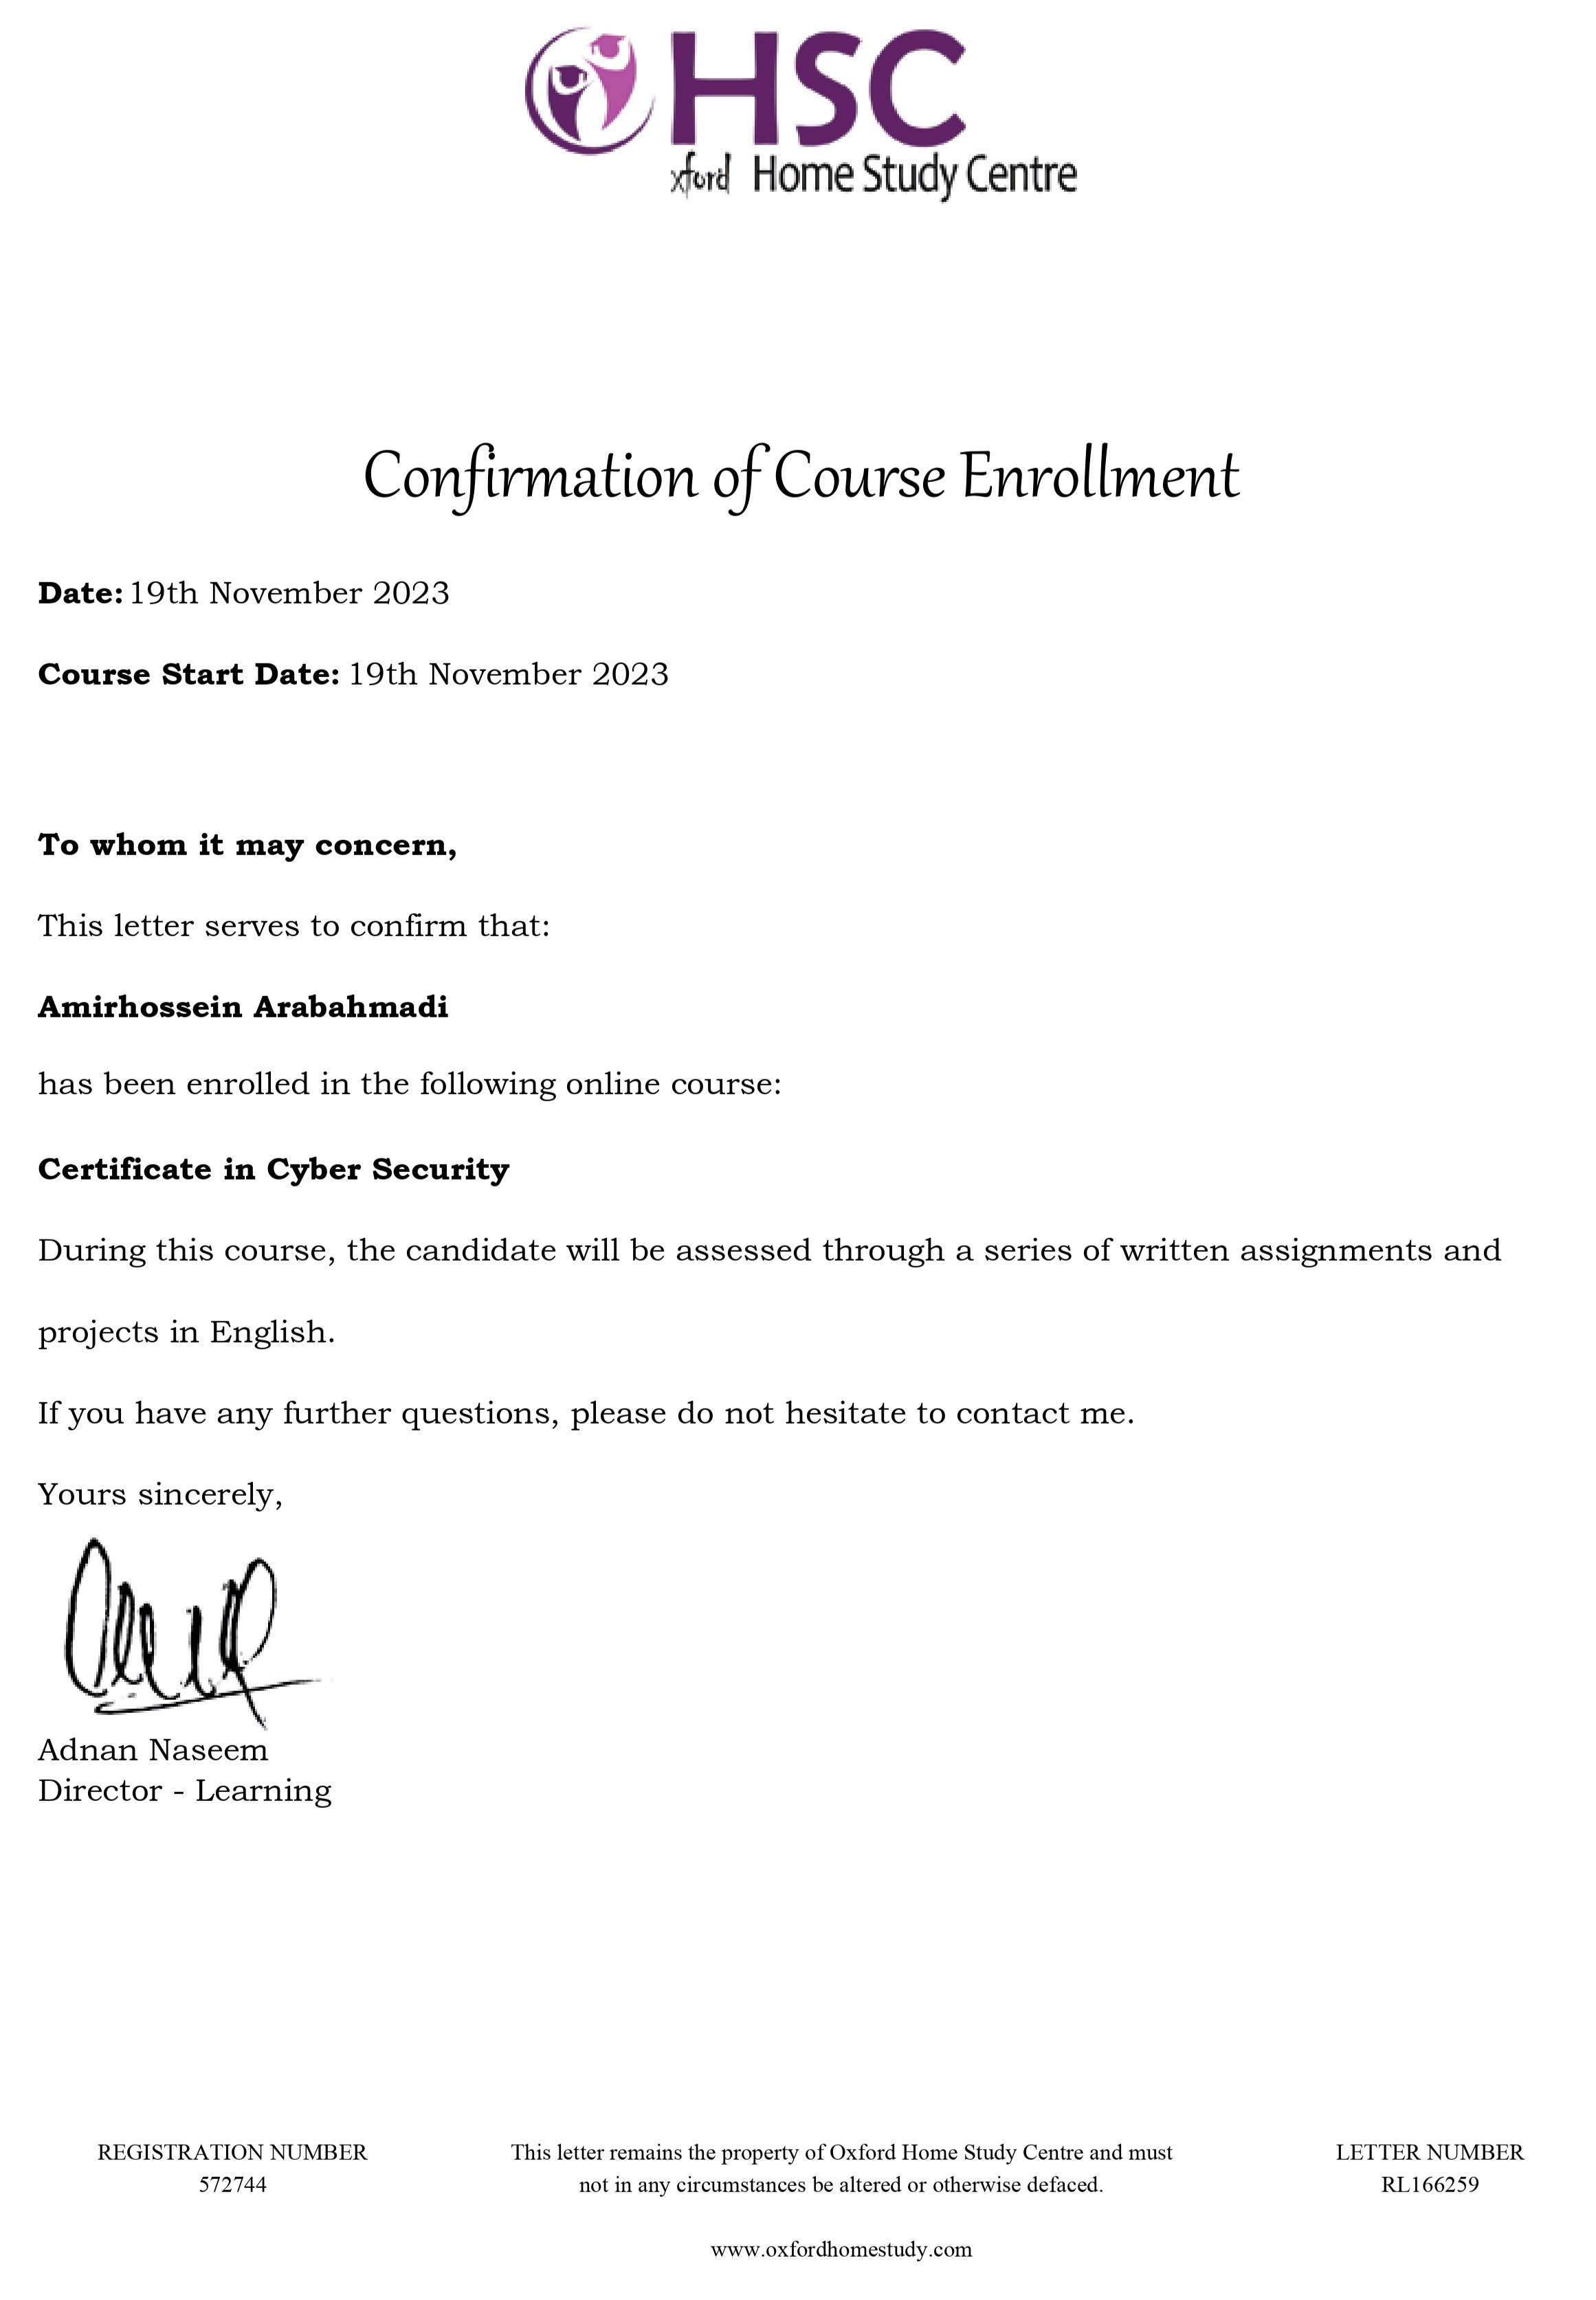 HSC
xford Home Study Centre
Confirmation of Course Enrollment
Date: 19th November 2023
Course Start Date: 19th November 2023
To whom it may concern,
This letter serves to confirm that:
Amirhossein Arabahmadi
has been enrolled in the following online course:
Certificate in Cyber Security
During this course, the candidate will be assessed through a series of written assignments and
projects in English.
If you have any further questions, please do not hesitate to contact me.
Yours sincerely,
Adnan Naseem
Director - Learning
REGISTRATION NUMBER
572744
This letter remains the property of Oxford Home Study Centre and must
not in any circumstances be altered or otherwise defaced.
www.oxfordhomestudy.com
LETTER NUMBER
RL166259